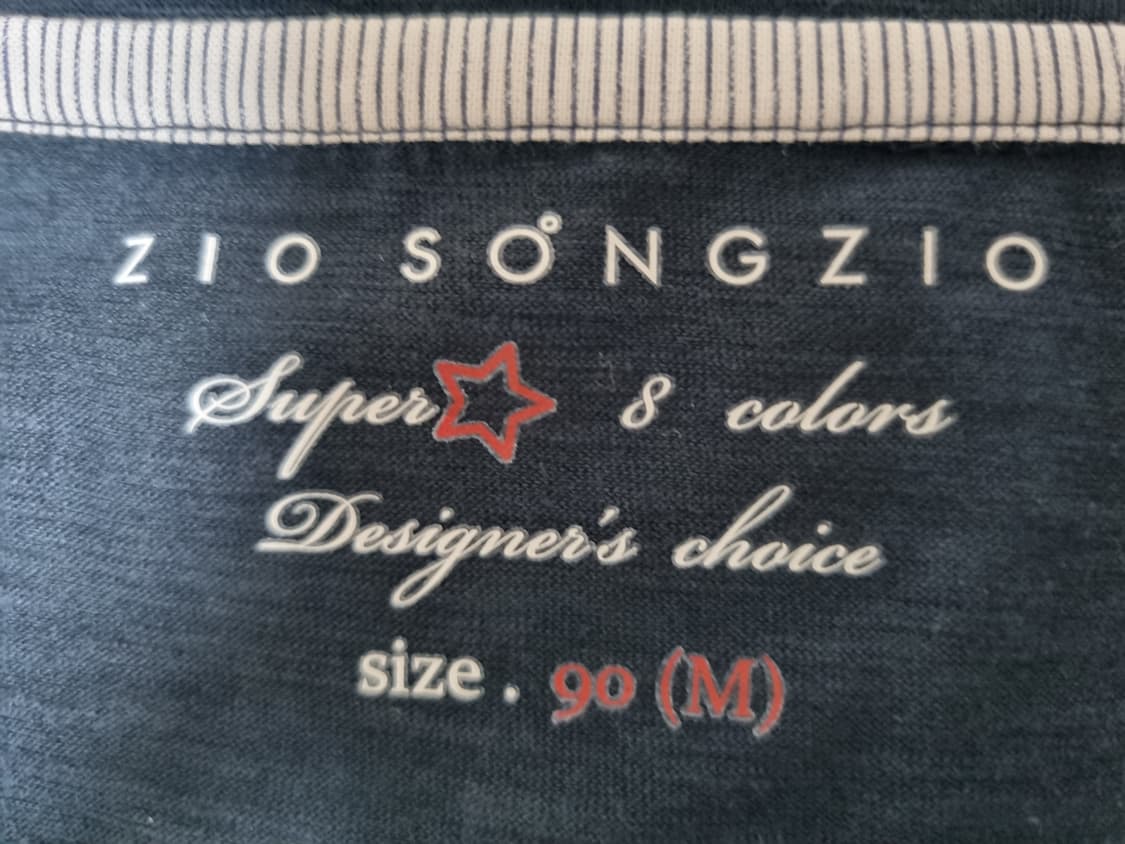 ZIO SONGZIO
Super 8 colors
Designer's choice
size . 90 (M)